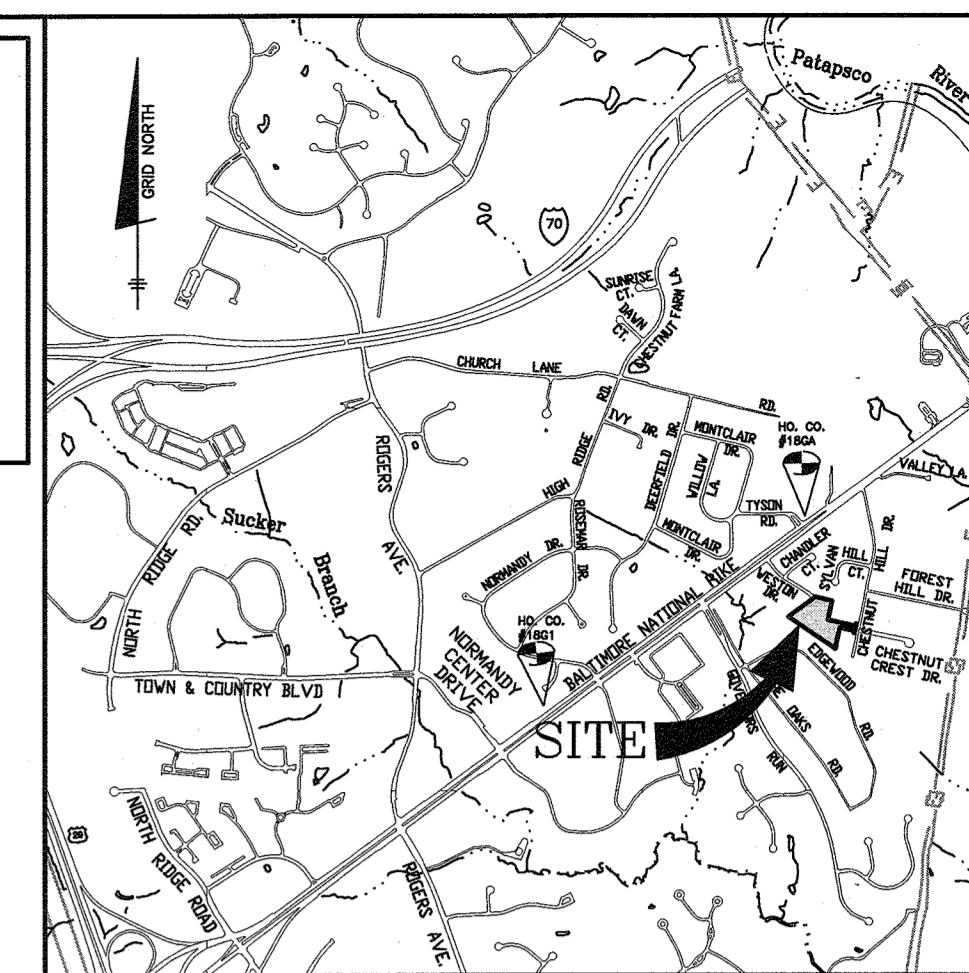 Patapsco
River
GRID NORTH
70
SUNRISE
CT.
DAWN
CT.
CHESTNUT FARM LA.
CHURCH LANE
RD.
IVY
DR.
HIGH RIDGE
RD.
DEERFIELD
DR.
MONTCLAIR
DR.
WILLOW
LA.
HO. CO.
#18GA
VALLEY LA.
TYSON
RD.
MONTCLAIR
DR.
ROGERS
AVE.
Sucker
Branch
NORTH
RIDGE RD.
NORMANDY DR.
ROSEMAR
DR.
CHANDLER
CT.
SYLVAN
HILL
CT.
WESTON
DR.
CHESTNUT
HILL DR.
FOREST
HILL DR.
HO. CO.
#18G1
BALTIMORE NATIONAL PIKE
NORMANDY
CENTER
DRIVE
TOWN & COUNTRY BLVD
CHESTNUT
CREST DR.
EDGEWOOD
RD.
OAKS
RD.
RUN
SITE
NORTH
RIDGE ROAD
29
ROGERS
AVE.